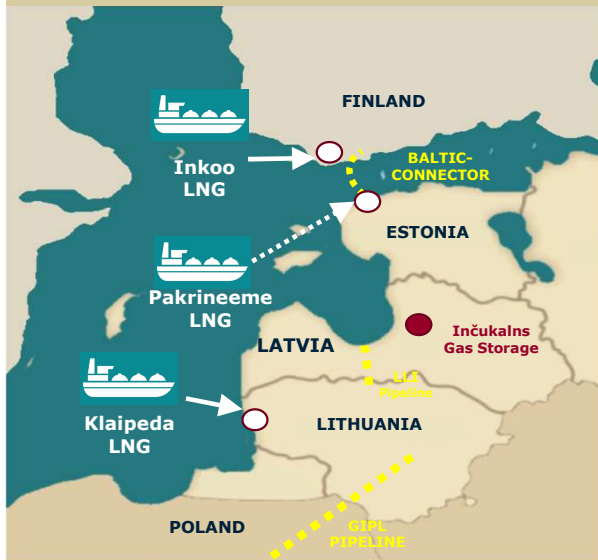 FINLAND
Inkoo
LNG
BALTIC-
CONNECTOR
ESTONIA
Pakrineeme
LNG
LATVIA
Inčukalns
Gas Storage
LLI
Pipeline
Klaipeda
LNG
LITHUANIA
POLAND
GIPL
PIPELINE